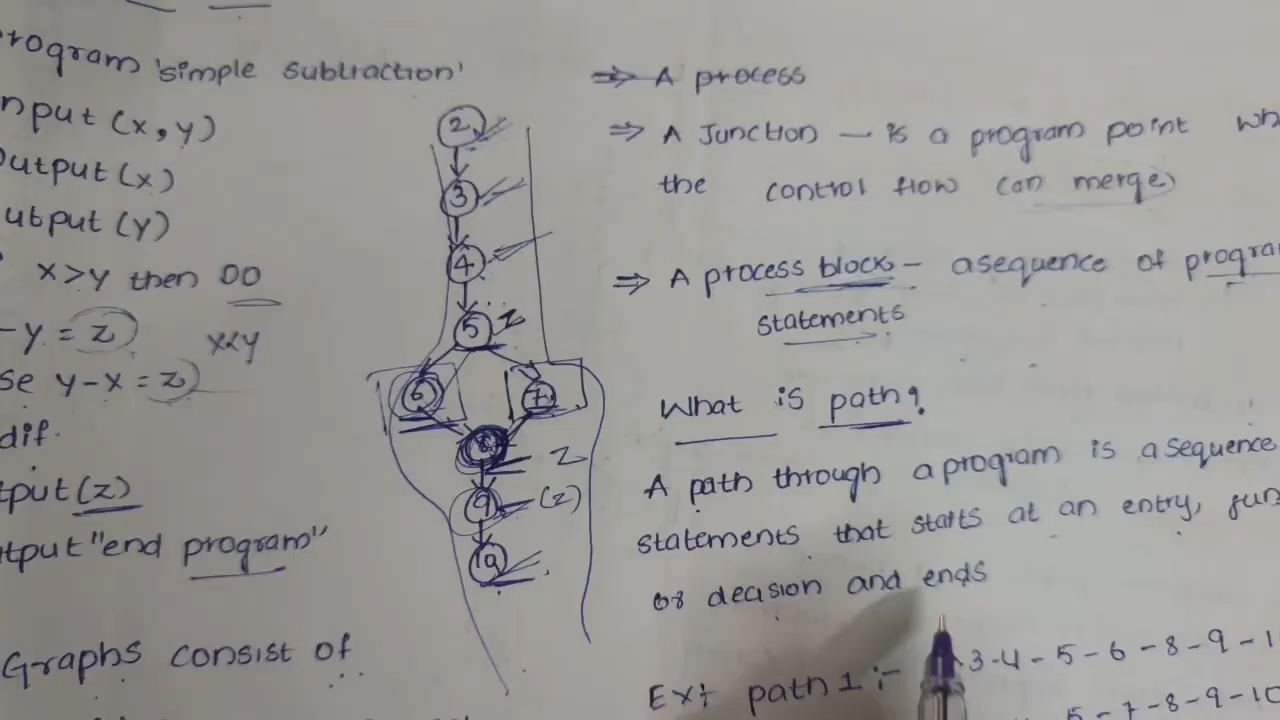 rogram 'simple subtraction'
nput (x, y)
output (x)
utput (y)
x>y then DO
-y = z
x<y
se y-x = z
dif.
tput (z)
tput "end program"
Graphs consist of
2
3
4
5 z
6 7
8 z
9 (z)
10
⇒ A process
⇒ A Junction - is a program point wh
the control flow can merge
⇒ A process block - a sequence of progra
statements
What is path?
A path through a program is a sequence
statements that starts at an entry, jun
or decision and ends
Ex: path 1 :- 3-4-5-6-8-9-1
5-7-8-9-10